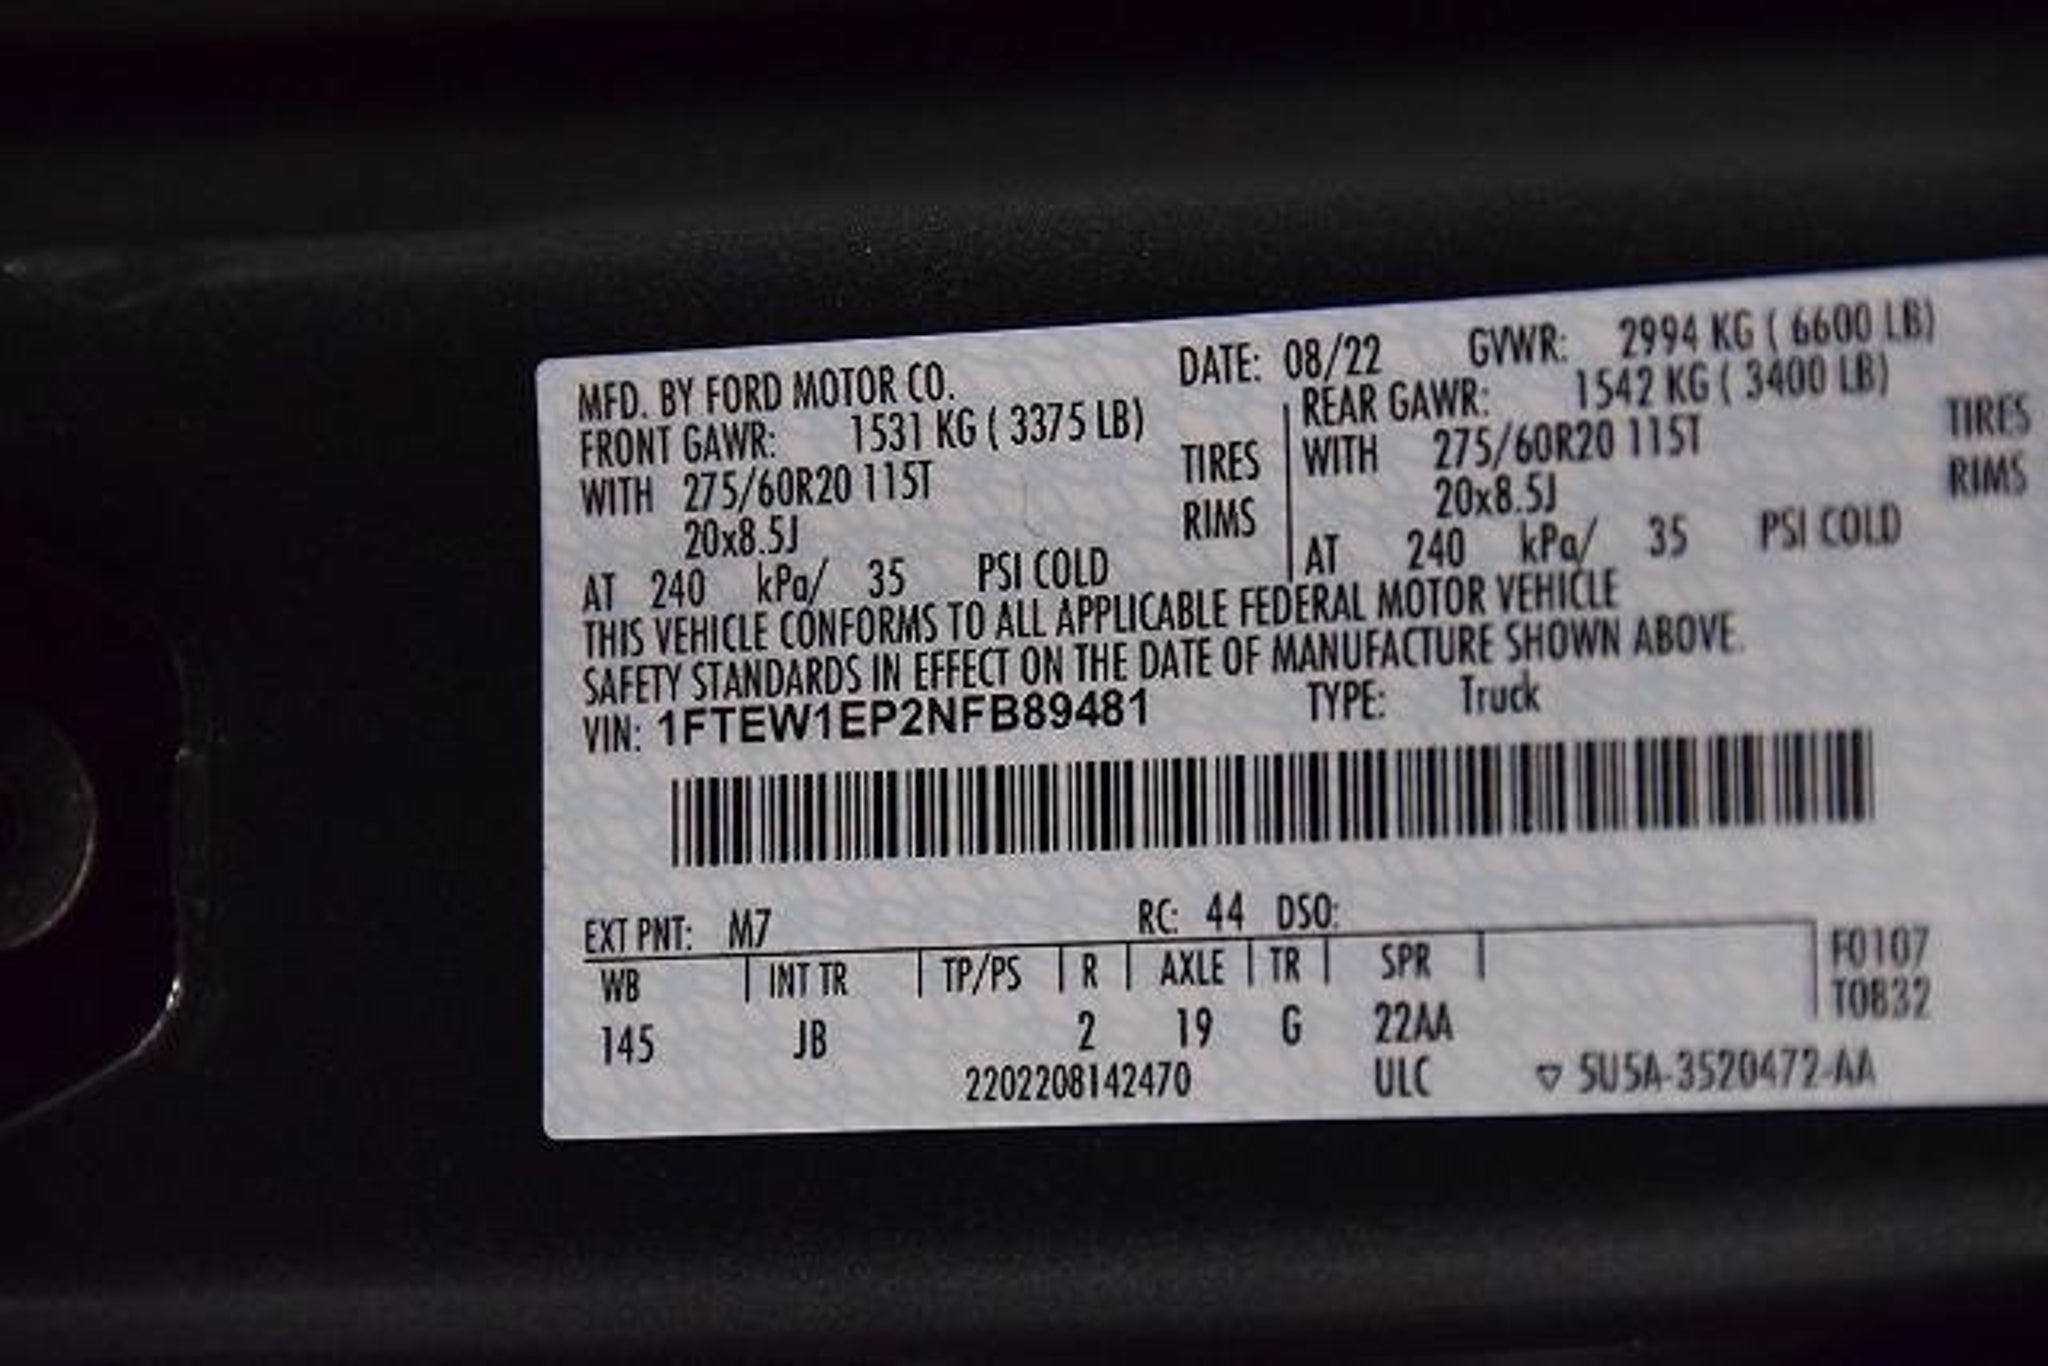 MFD. BY FORD MOTOR CO. DATE: 08/22 GVWR: 2994 KG ( 6600 LB)
FRONT GAWR: 1531 KG ( 3375 LB) REAR GAWR: 1542 KG ( 3400 LB)
WITH 275/60R20 115T TIRES WITH 275/60R20 115T TIRES
20x8.5J RIMS 20x8.5J RIMS
AT 240 kPa/ 35 PSI COLD AT 240 kPa/ 35 PSI COLD
THIS VEHICLE CONFORMS TO ALL APPLICABLE FEDERAL MOTOR VEHICLE
SAFETY STANDARDS IN EFFECT ON THE DATE OF MANUFACTURE SHOWN ABOVE.
VIN: 1FTEW1EP2NFB89481 TYPE: Truck
EXT PNT: M7 RC: 44 DSO:
WB INT TR TP/PS R AXLE TR SPR F0107
T0832
145 JB 2 19 G 22AA
2202208142470 ULC ▽ 5U5A-3520472-AA